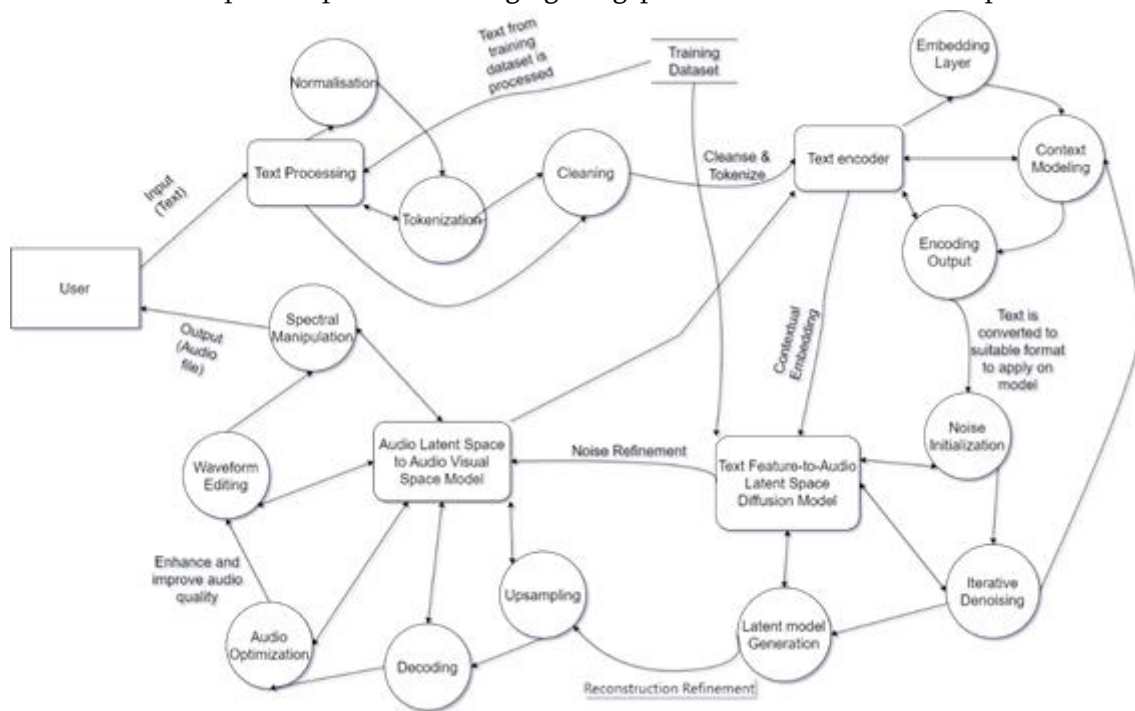 Text from
training
dataset is
processed
Training
Dataset
Embedding
Layer
Normalisation
Text Processing
Cleaning
Cleanse &
Tokenize
Text encoder
Context
Modeling
Input
(Text)
Tokenization
Encoding
Output
User
Spectral
Manipulation
Output
(Audio
file)
Contextual
Embedding
Text is
converted to
suitable format
to apply on
model
Noise
Initialization
Audio Latent Space
to Audio Visual
Space Model
Noise Refinement
Text Feature-to-Audio
Latent Space
Diffusion Model
Waveform
Editing
Enhance and
improve audio
quality
Upsampling
Iterative
Denoising
Audio
Optimization
Decoding
Latent model
Generation
Reconstruction Refinement